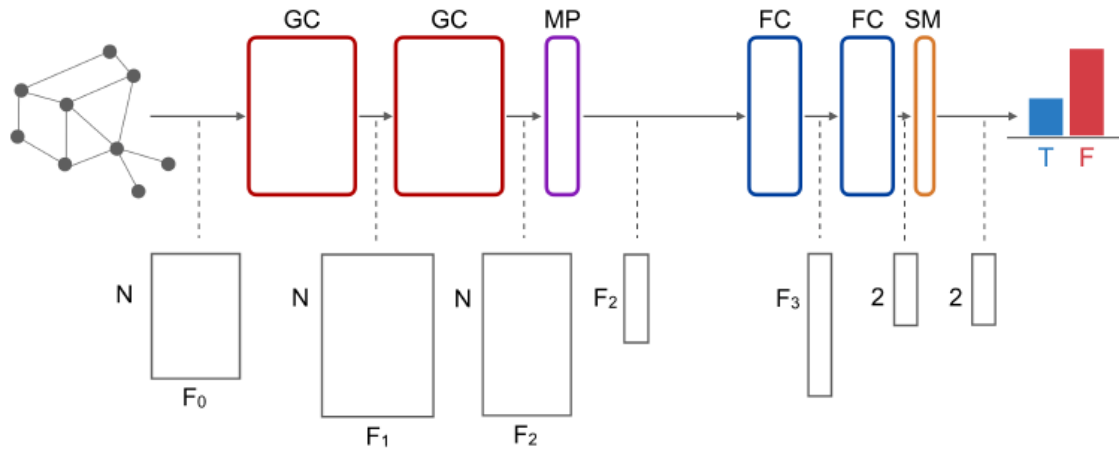 GC GC MP FC FC SM
T F
N N N F₂ F₃ 2 2
F₀
F₁ F₂